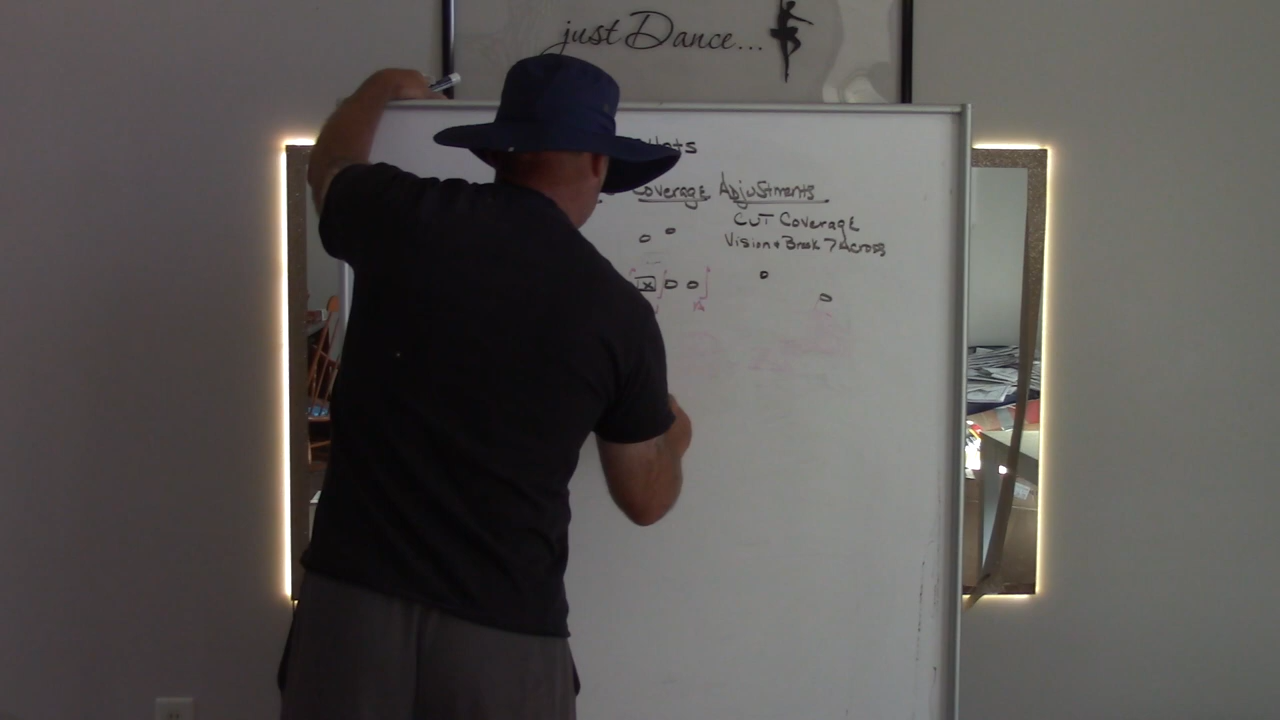 just Dance...
Coverage Adjustments
CUT Coverage
Vision & Break 7 Across
X